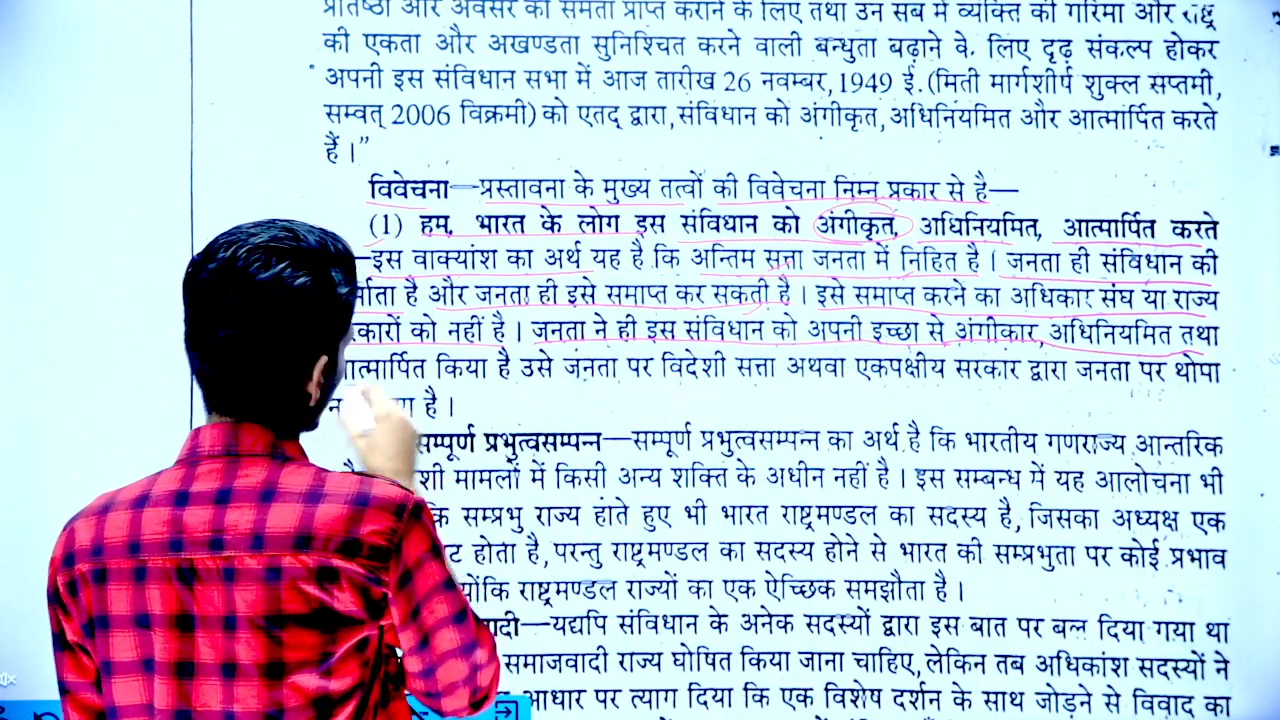 प्रतिष्ठा और अवसर की समता प्राप्त कराने के लिए तथा उन सब में व्यक्ति की गरिमा और राष्ट्र
की एकता और अखण्डता सुनिश्चित करने वाली बन्धुता बढ़ाने वे. लिए दृढ़ संकल्प होकर
अपनी इस संविधान सभा में आज तारीख 26 नवम्बर, 1949 ई. (मिती मार्गशीर्ष शुक्ल सप्तमी,
सम्वत् 2006 विक्रमी) को एतद् द्वारा, संविधान को अंगीकृत, अधिनियमित और आत्मार्पित करते
हैं।”
विवेचना—प्रस्तावना के मुख्य तत्वों की विवेचना निम्न प्रकार से है—
(1) हम, भारत के लोग इस संविधान को अंगीकृत, अधिनियमित, आत्मार्पित करते
—इस वाक्यांश का अर्थ यह है कि अन्तिम सत्ता जनता में निहित है। जनता ही संविधान की
र्माता है और जनता ही इसे समाप्त कर सकती है। इसे समाप्त करने का अधिकार संघ या राज्य
कारों को नहीं है। जनता ने ही इस संविधान को अपनी इच्छा से अंगीकार, अधिनियमित तथा
त्मार्पित किया है उसे जनता पर विदेशी सत्ता अथवा एकपक्षीय सरकार द्वारा जनता पर थोपा
है।
सम्पूर्ण प्रभुत्वसम्पन्न—सम्पूर्ण प्रभुत्वसम्पन्न का अर्थ है कि भारतीय गणराज्य आन्तरिक
शी मामलों में किसी अन्य शक्ति के अधीन नहीं है। इस सम्बन्ध में यह आलोचना भी
कि सम्प्रभु राज्य होते हुए भी भारत राष्ट्रमण्डल का सदस्य है, जिसका अध्यक्ष एक
ट होता है, परन्तु राष्ट्रमण्डल का सदस्य होने से भारत की सम्प्रभुता पर कोई प्रभाव
योंकि राष्ट्रमण्डल राज्यों का एक ऐच्छिक समझौता है।
ादी—यद्यपि संविधान के अनेक सदस्यों द्वारा इस बात पर बल दिया गया था
समाजवादी राज्य घोषित किया जाना चाहिए, लेकिन तब अधिकांश सदस्यों ने
आधार पर त्याग दिया कि एक विशेष दर्शन के साथ जोड़ने से विवाद का